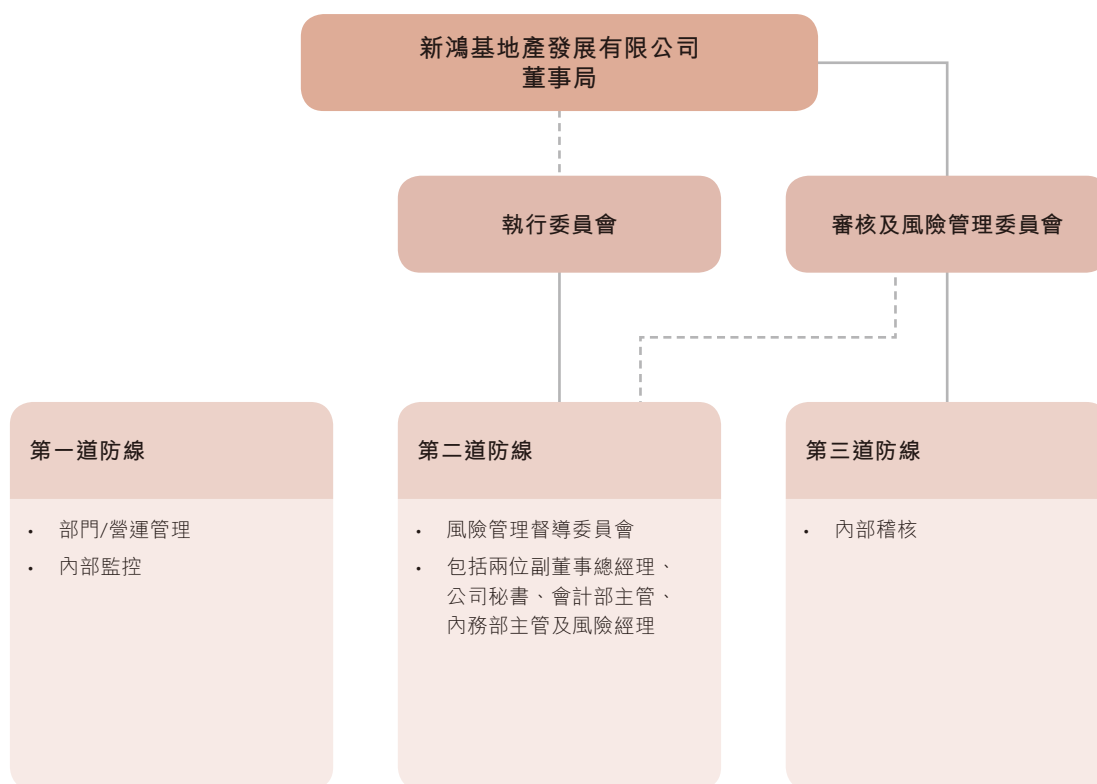 新鴻基地產發展有限公司
董事局
執行委員會
審核及風險管理委員會
第一道防線
• 部門/營運管理
• 內部監控
第二道防線
• 風險管理督導委員會
• 包括兩位副董事總經理、
公司秘書、會計部主管、
內務部主管及風險經理
第三道防線
• 內部稽核